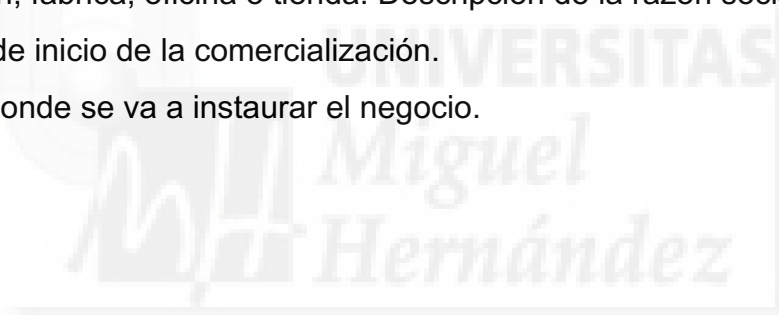 fábrica, oficina o tienda. Descripción de la razón
de inicio de la comercialización.
onde se va a instaurar el negocio.
UNIVERSITAS
Miguel
Hernández